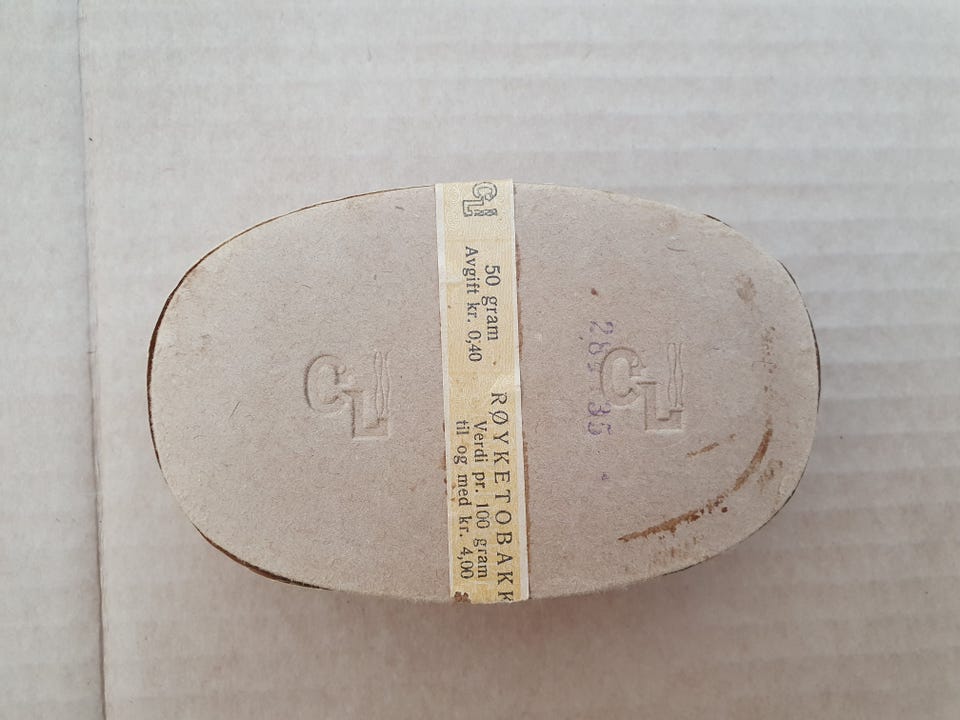 CL
50 gram
Avgift kr. 0,40
RØYKETOBAKK
Verdi pr. 100 gram
til og med kr. 4,00
CL
CL